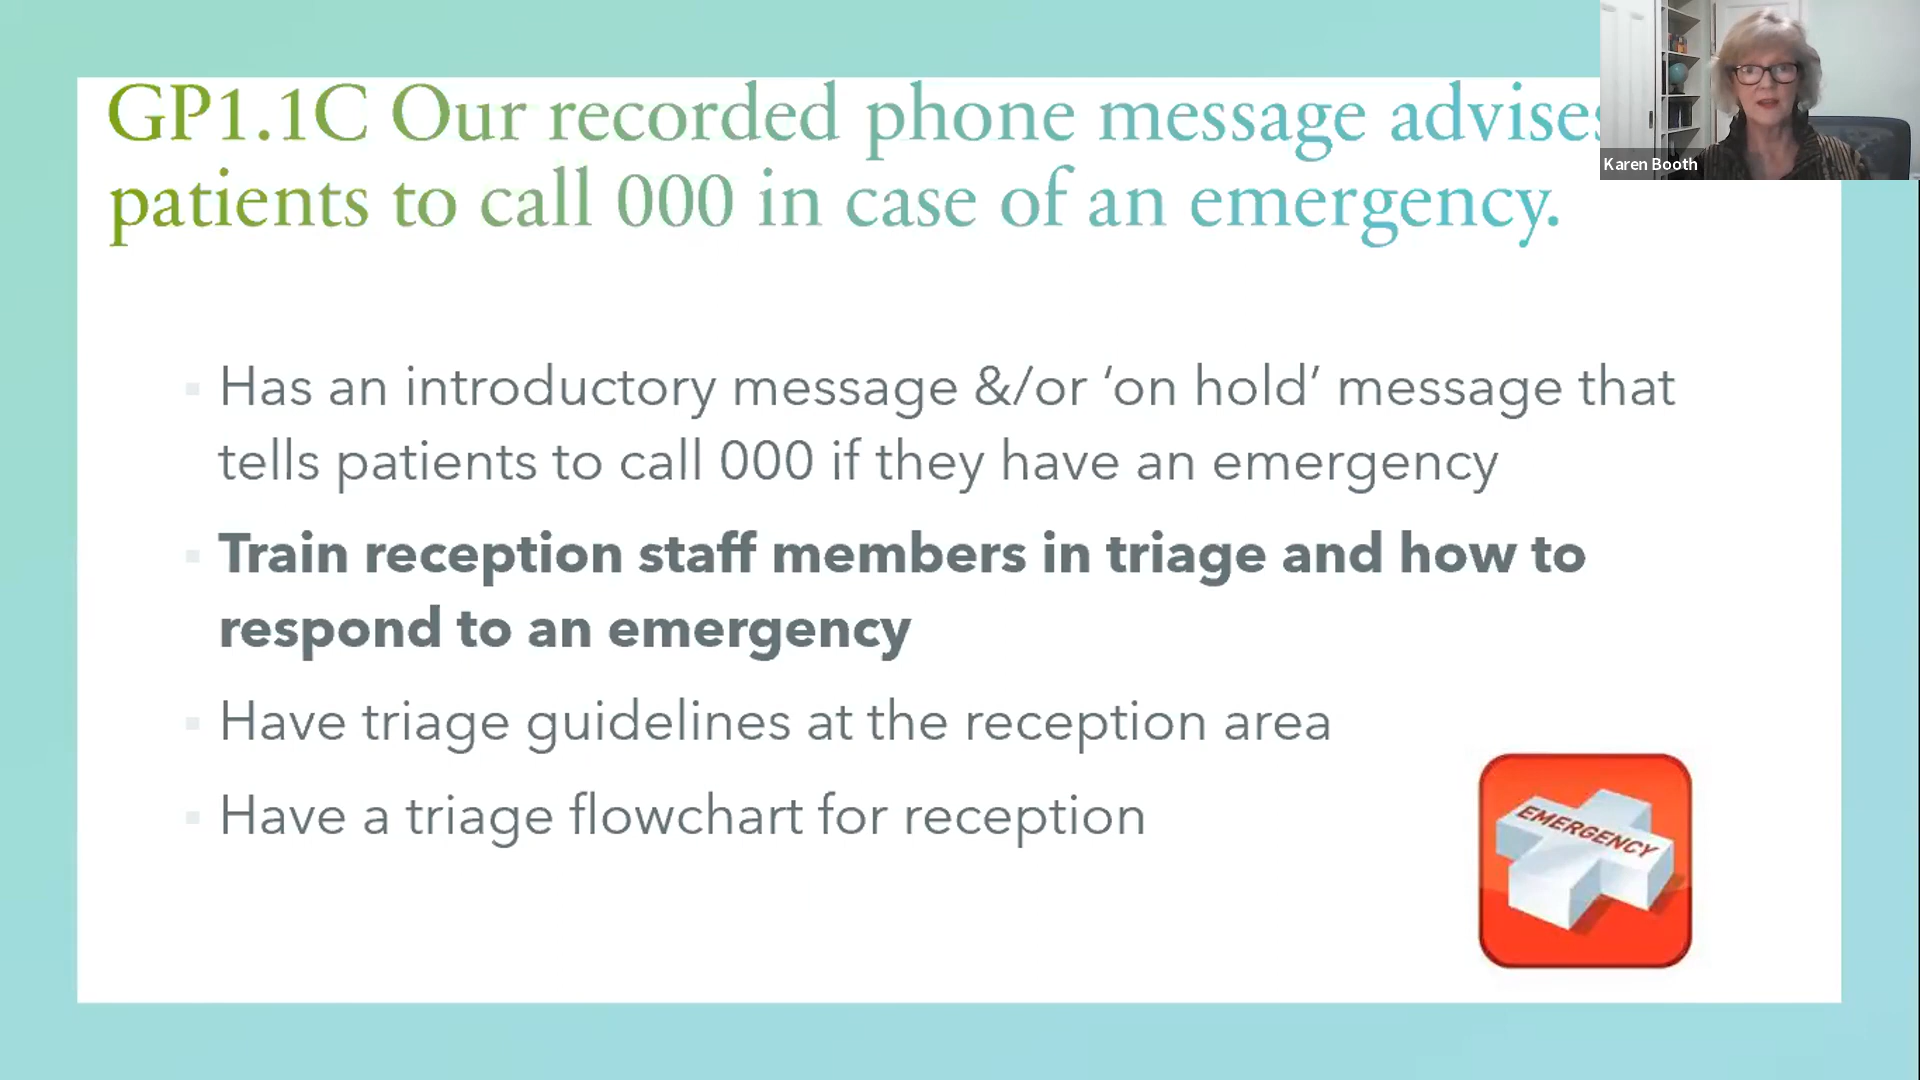 GP1.1C Our recorded phone message advises
patients to call 000 in case of an emergency.
Karen Booth
Has an introductory message &/or ‘on hold’ message that
tells patients to call 000 if they have an emergency
Train reception staff members in triage and how to
respond to an emergency
Have triage guidelines at the reception area
Have a triage flowchart for reception
EMERGENCY